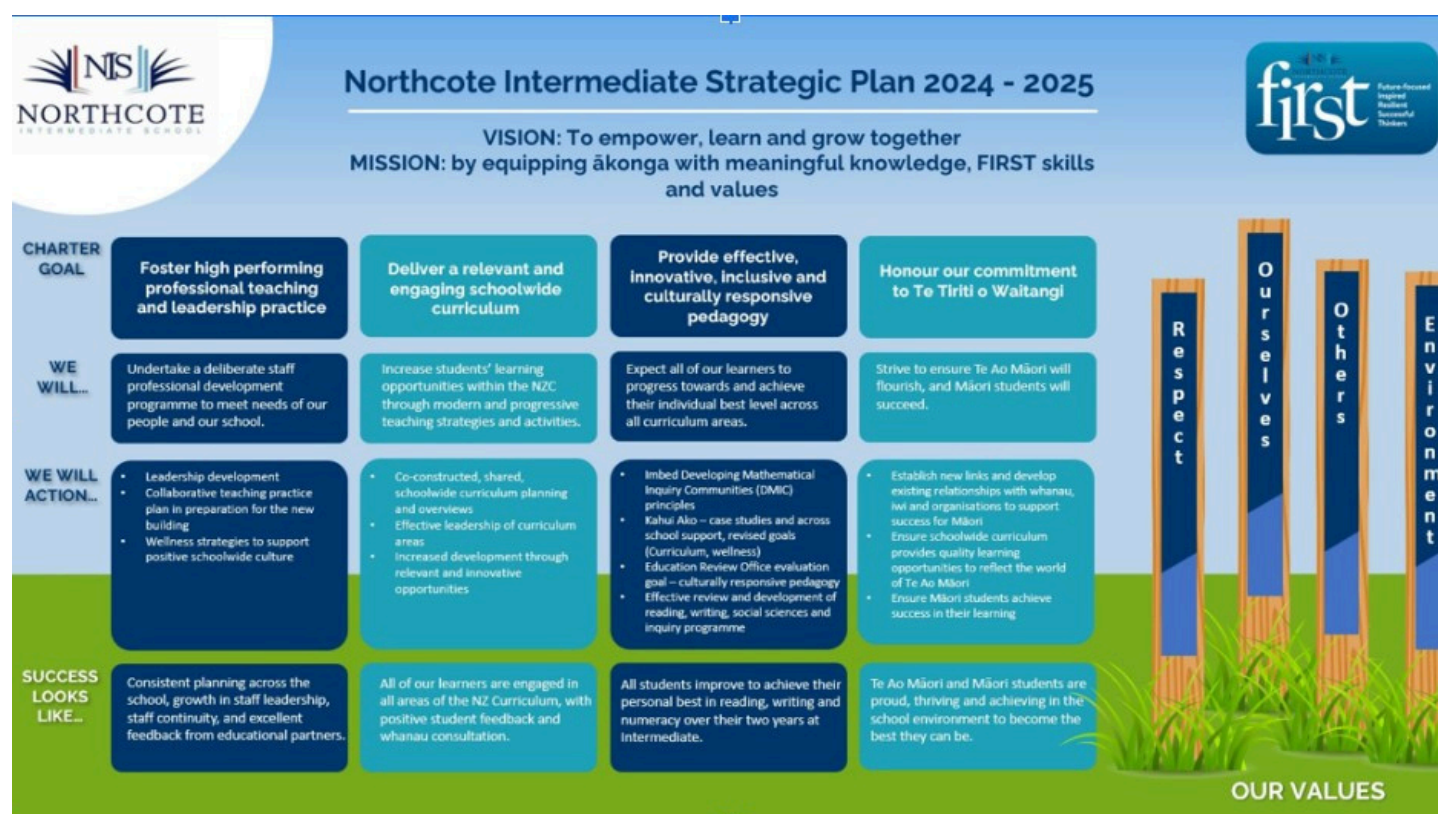 NIS
NORTHCOTE
INTERMEDIATE SCHOOL
Northcote Intermediate Strategic Plan 2024 - 2025
VISION: To empower, learn and grow together
MISSION: by equipping ākonga with meaningful knowledge, FIRST skills
and values
NIS
NORTHCOTE
first
Future-focused
Inspired
Resilient
Successful
Thinkers
CHARTER
GOAL
Foster high performing
professional teaching
and leadership practice
Deliver a relevant and
engaging schoolwide
curriculum
Provide effective,
innovative, inclusive and
culturally responsive
pedagogy
Honour our commitment
to Te Tiriti o Waitangi
WE
WILL...
Undertake a deliberate staff
professional development
programme to meet needs of our
people and our school.
Increase students' learning
opportunities within the NZC
through modern and progressive
teaching strategies and activities.
Expect all of our learners to
progress towards and achieve
their individual best level across
all curriculum areas.
Strive to ensure Te Ao Māori will
flourish, and Māori students will
succeed.
WE WILL
ACTION...
• Leadership development
• Collaborative teaching practice
plan in preparation for the new
building
• Wellness strategies to support
positive schoolwide culture
• Co-constructed, shared,
schoolwide curriculum planning
and overviews
• Effective leadership of curriculum
areas
• Increased development through
relevant and innovative
opportunities
• Imbed Developing Mathematical
Inquiry Communities (DMIC)
principles
• Kahui Ako – case studies and across
school support, revised goals
(Curriculum, wellness)
• Education Review Office evaluation
goal – culturally responsive pedagogy
• Effective review and development of
reading, writing, social sciences and
inquiry programme
• Establish new links and develop
existing relationships with whanau,
iwi and organisations to support
success for Māori
• Ensure schoolwide curriculum
provides quality learning
opportunities to reflect the world
of Te Ao Māori
• Ensure Māori students achieve
success in their learning
SUCCESS
LOOKS
LIKE...
Consistent planning across the
school, growth in staff leadership,
staff continuity, and excellent
feedback from educational partners.
All of our learners are engaged in
all areas of the NZ Curriculum, with
positive student feedback and
whanau consultation.
All students improve to achieve their
personal best in reading, writing and
numeracy over their two years at
Intermediate.
Te Ao Māori and Māori students are
proud, thriving and achieving in the
school environment to become the
best they can be.
Respect
Ourselves
Others
Environment
OUR VALUES